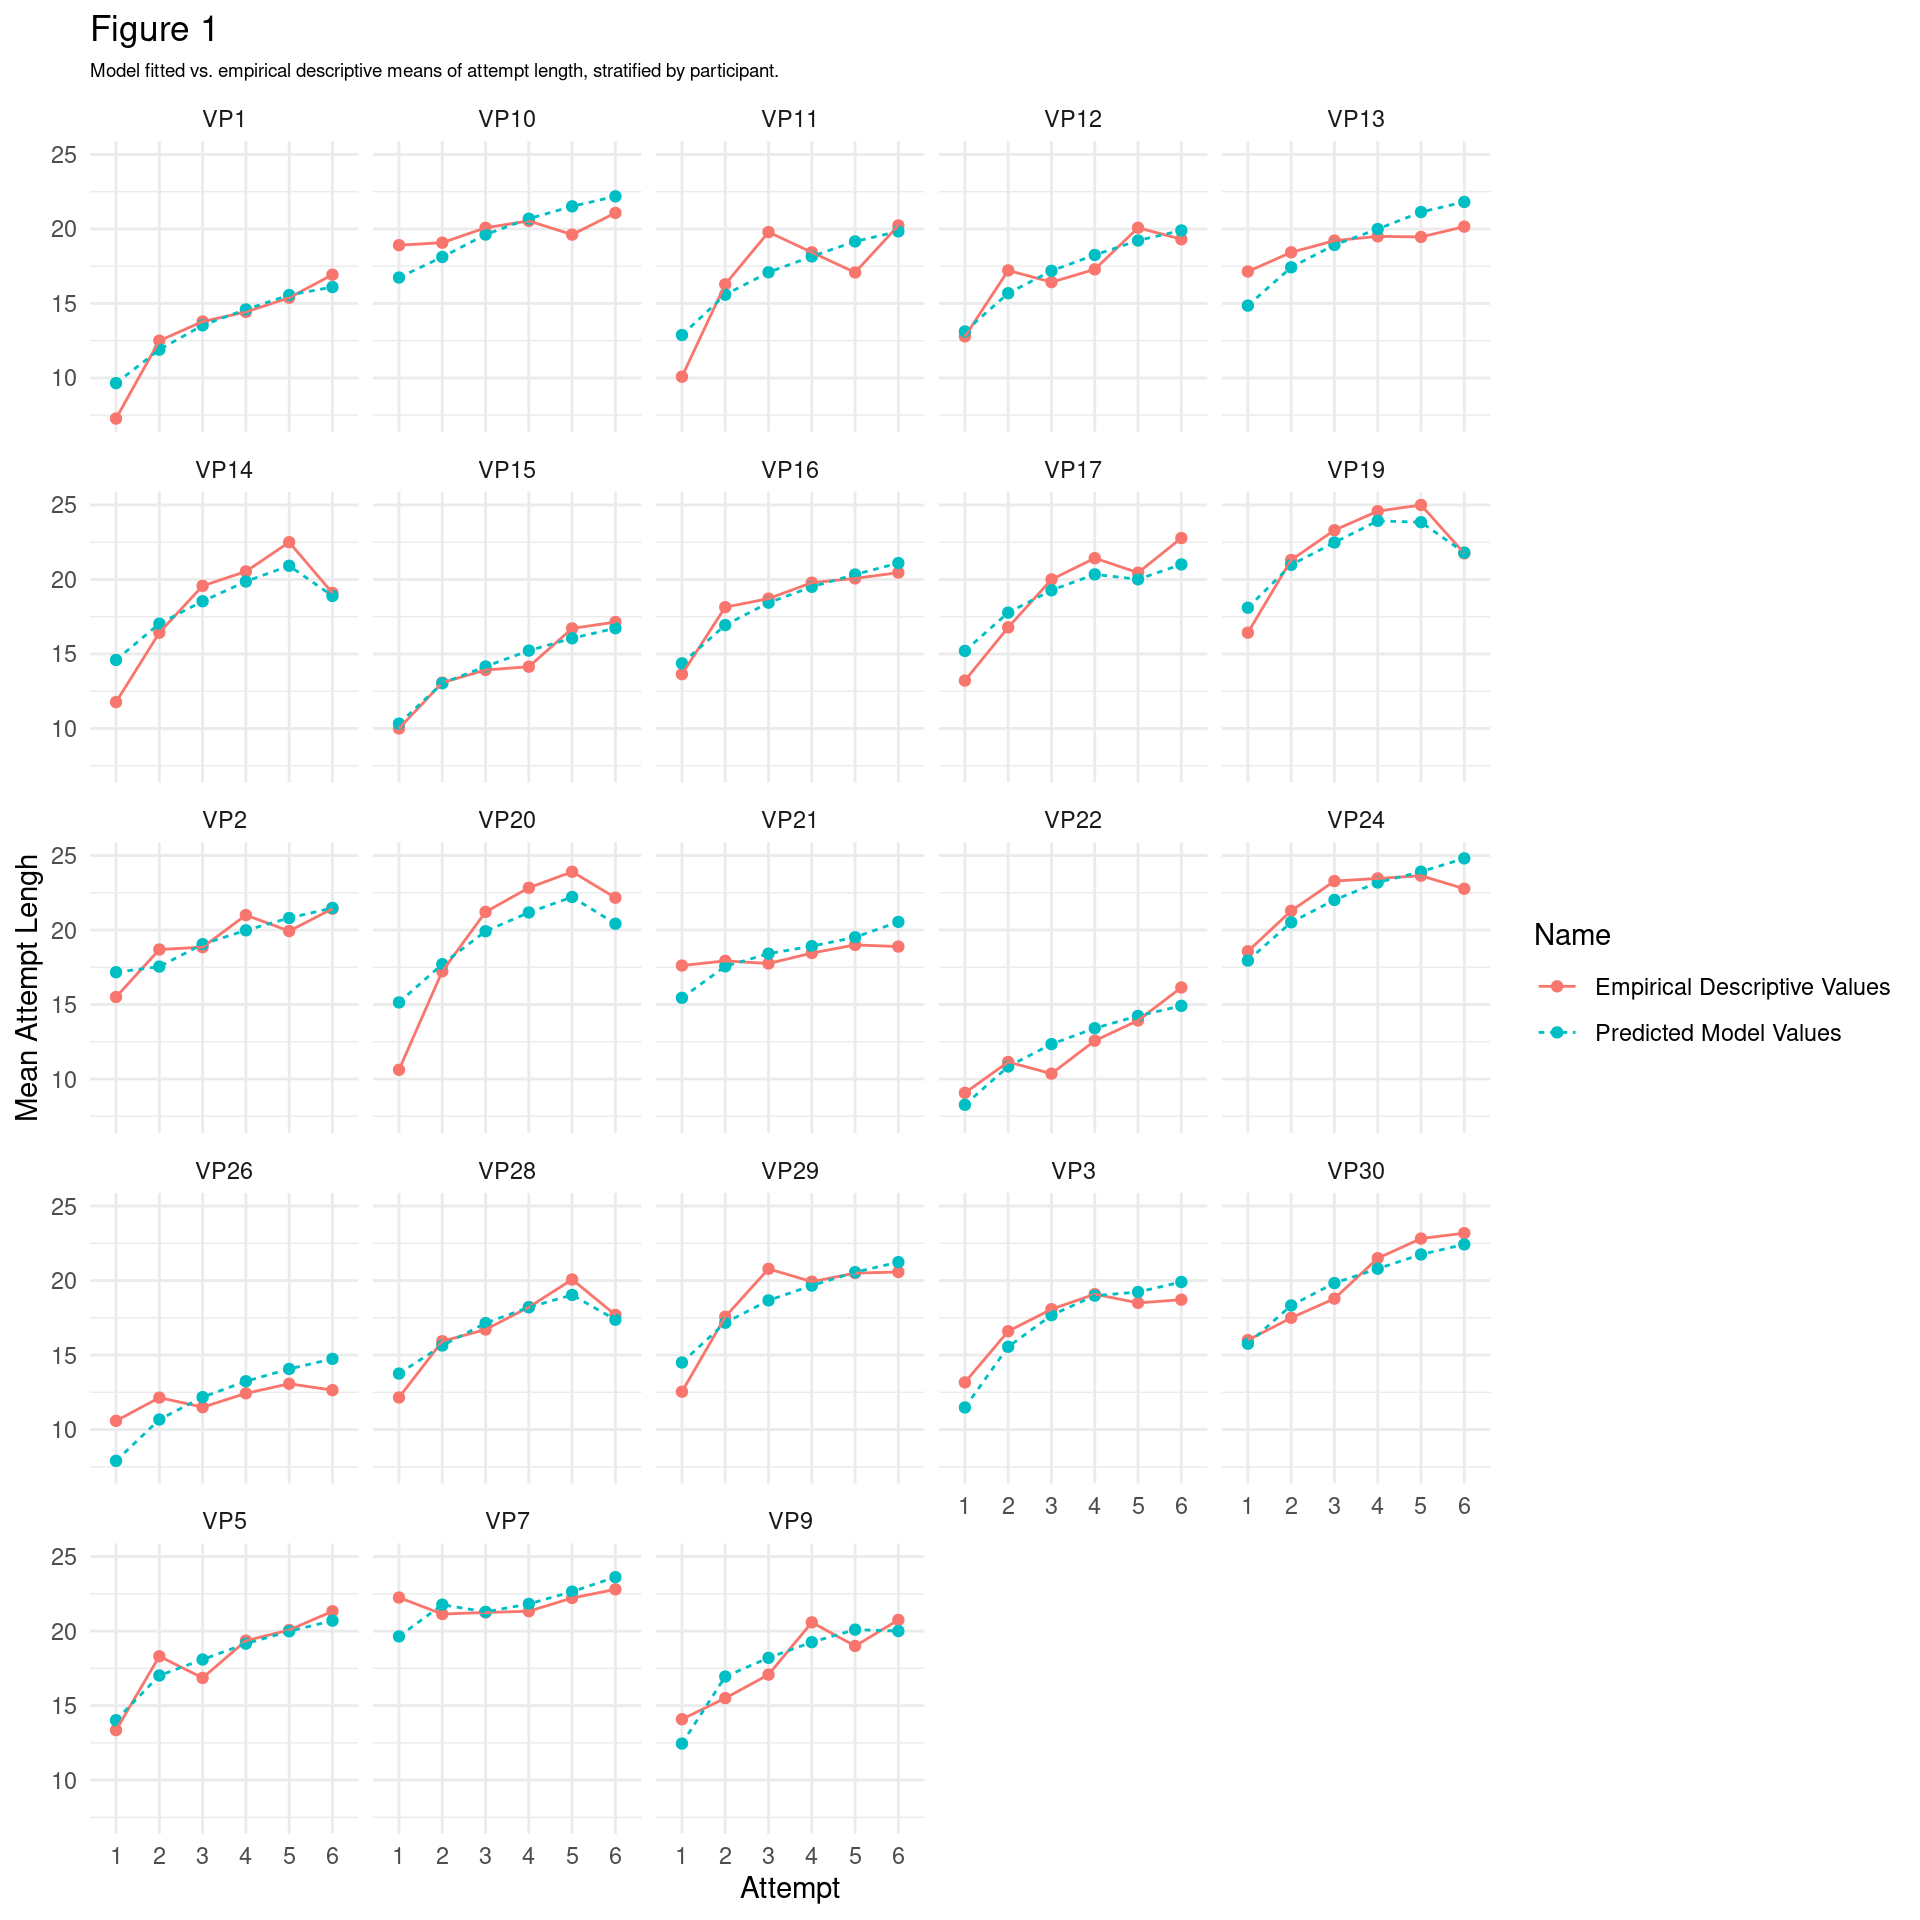 Figure 1
Model fitted vs. empirical descriptive means of attempt length, stratified by participant.
VP1 VP10 VP11 VP12 VP13
25
20
15
10
VP14 VP15 VP16 VP17 VP19
25
20
15
10
VP2 VP20 VP21 VP22 VP24
25
20
15
10
VP26 VP28 VP29 VP3 VP30
25
20
15
10
1 2 3 4 5 6 1 2 3 4 5 6
VP5 VP7 VP9
25
20
15
10
1 2 3 4 5 6 1 2 3 4 5 6 1 2 3 4 5 6
Attempt
Mean Attempt Lengh
Name
Empirical Descriptive Values
Predicted Model Values